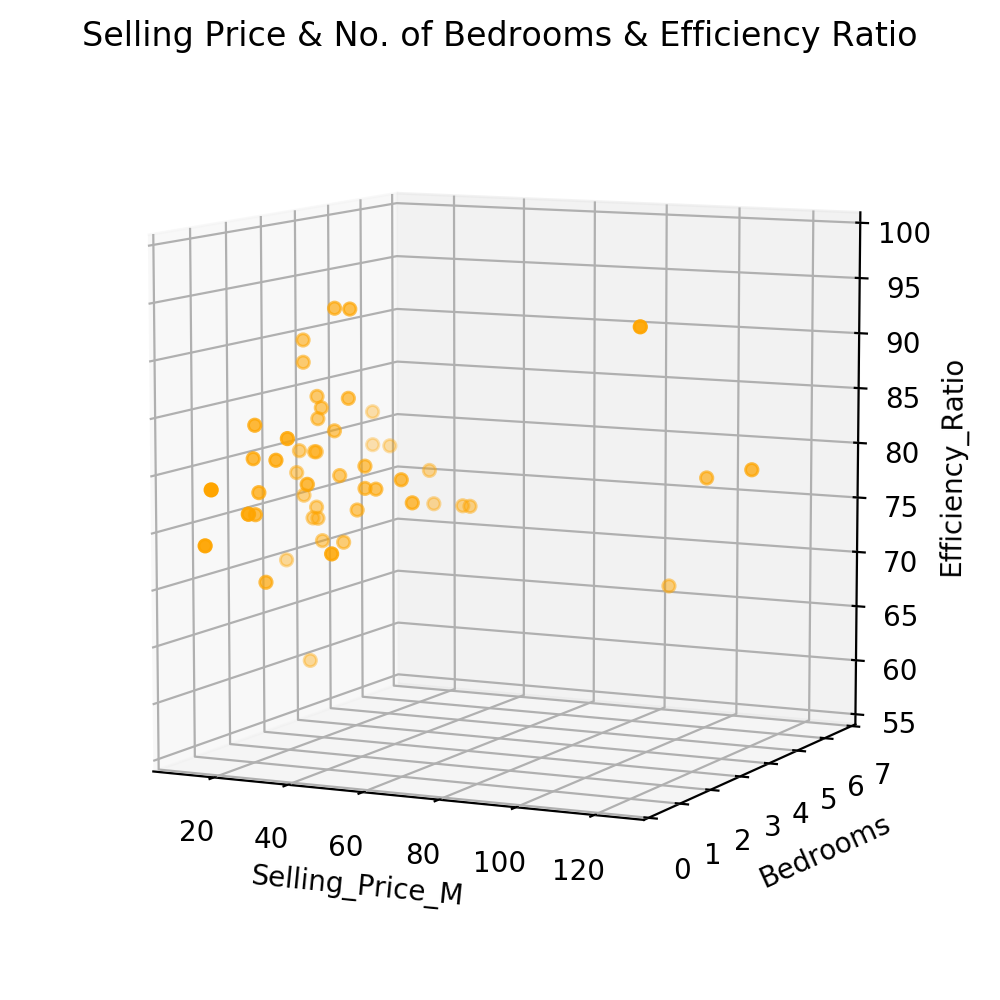 Selling Price & No. of Bedrooms & Efficiency Ratio
100
95
90
85
80
75
70
65
60
55
Efficiency_Ratio
20 40 60 80 100 120
Selling_Price_M
0 1 2 3 4 5 6 7
Bedrooms